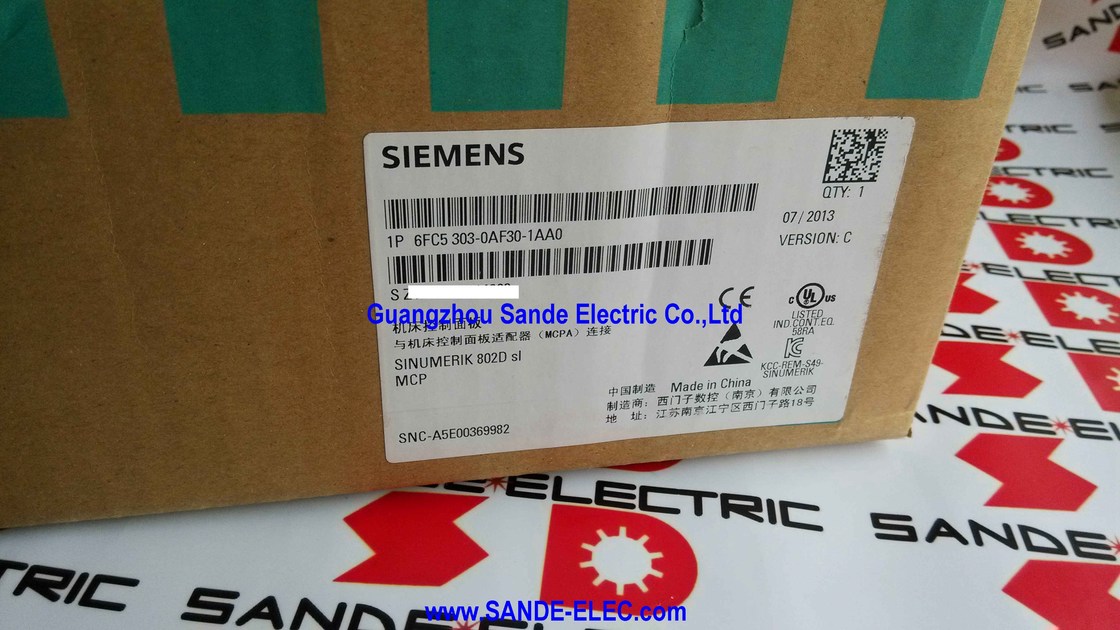 SIEMENS
QTY: 1
1P 6FC5 303-0AF30-1AA0
07 / 2013
VERSION: C
S Z
Guangzhou Sande Electric Co.,Ltd
机床控制面板
与机床控制面板适配器（MCPA）连接
SINUMERIK 802D sl
MCP
CE
C UL US
LISTED
IND.CONT.EQ.
58RA
KCC-REM-S49-
SINUMERIK
中国制造 Made in China
制造商：西门子数控（南京）有限公司
地 址：江苏南京江宁区西门子路18号
SNC-A5E00369982
SANDE
ELECTRIC
SANDE ELECTRIC
SANDE
TRIC
SANDE
www.SANDE-ELEC.com